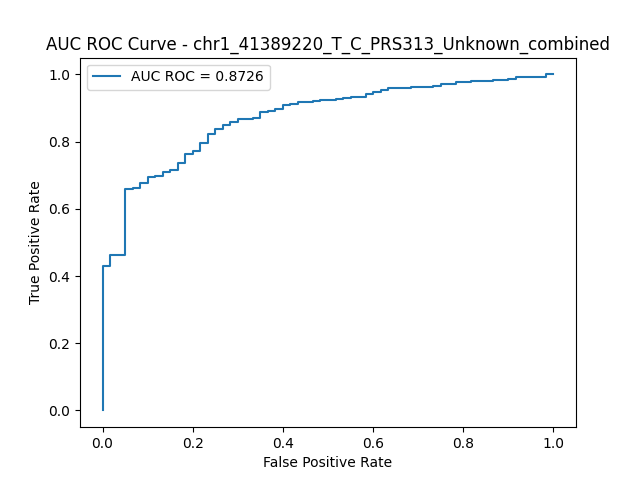 AUC ROC Curve - chr1_41389220_T_C_PRS313_Unknown_combined
AUC ROC = 0.8726
1.0
0.8
0.6
0.4
0.2
0.0
True Positive Rate
0.0 0.2 0.4 0.6 0.8 1.0
False Positive Rate